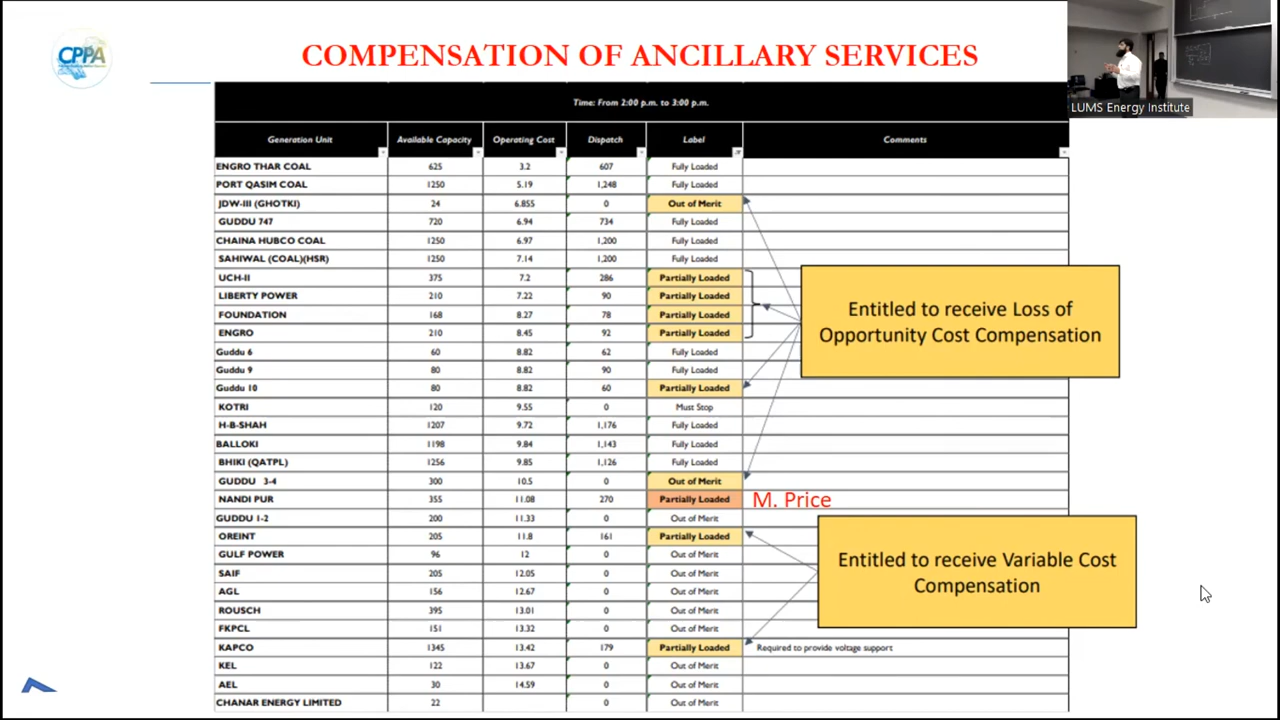 CPPA
COMPENSATION OF ANCILLARY SERVICES
LUMS Energy Institute
Time: From 2:00 p.m. to 3:00 p.m.
Generation Unit Available Capacity Operating Cost Dispatch Label Comments
ENGRO THAR COAL 625 3.2 607 Fully Loaded
PORT QASIM COAL 1250 5.19 1,248 Fully Loaded
JDW-III (GHOTKI) 24 6.855 0 Out of Merit
GUDDU 747 720 6.94 734 Fully Loaded
CHAINA HUBCO COAL 1250 6.97 1,200 Fully Loaded
SAHIWAL (COAL)(HSR) 1250 7.14 1,200 Fully Loaded
UCH-II 375 7.2 286 Partially Loaded
LIBERTY POWER 210 7.22 90 Partially Loaded
FOUNDATION 168 8.27 78 Partially Loaded
ENGRO 210 8.45 92 Partially Loaded
Entitled to receive Loss of
Opportunity Cost Compensation
Guddu 6 60 8.82 62 Fully Loaded
Guddu 9 80 8.82 90 Fully Loaded
Guddu 10 80 8.82 60 Partially Loaded
KOTRI 120 9.55 0 Must Stop
H-B-SHAH 1207 9.72 1,176 Fully Loaded
BALLOKI 1198 9.84 1,143 Fully Loaded
BHIKI (QATPL) 1256 9.85 1,126 Fully Loaded
GUDDU 3-4 300 10.5 0 Out of Merit
NANDI PUR 355 11.08 270 Partially Loaded M. Price
GUDDU 1-2 200 11.33 0 Out of Merit
OREINT 205 11.8 161 Partially Loaded
GULF POWER 96 12 0 Out of Merit
SAIF 205 12.05 0 Out of Merit
AGL 156 12.67 0 Out of Merit
ROUSCH 395 13.01 0 Out of Merit
FKPCL 151 13.32 0 Out of Merit
Entitled to receive Variable Cost
Compensation
KAPCO 1345 13.42 179 Partially Loaded Required to provide voltage support
KEL 122 13.67 0 Out of Merit
AEL 30 14.59 0 Out of Merit
CHANAR ENERGY LIMITED 22 0 Out of Merit